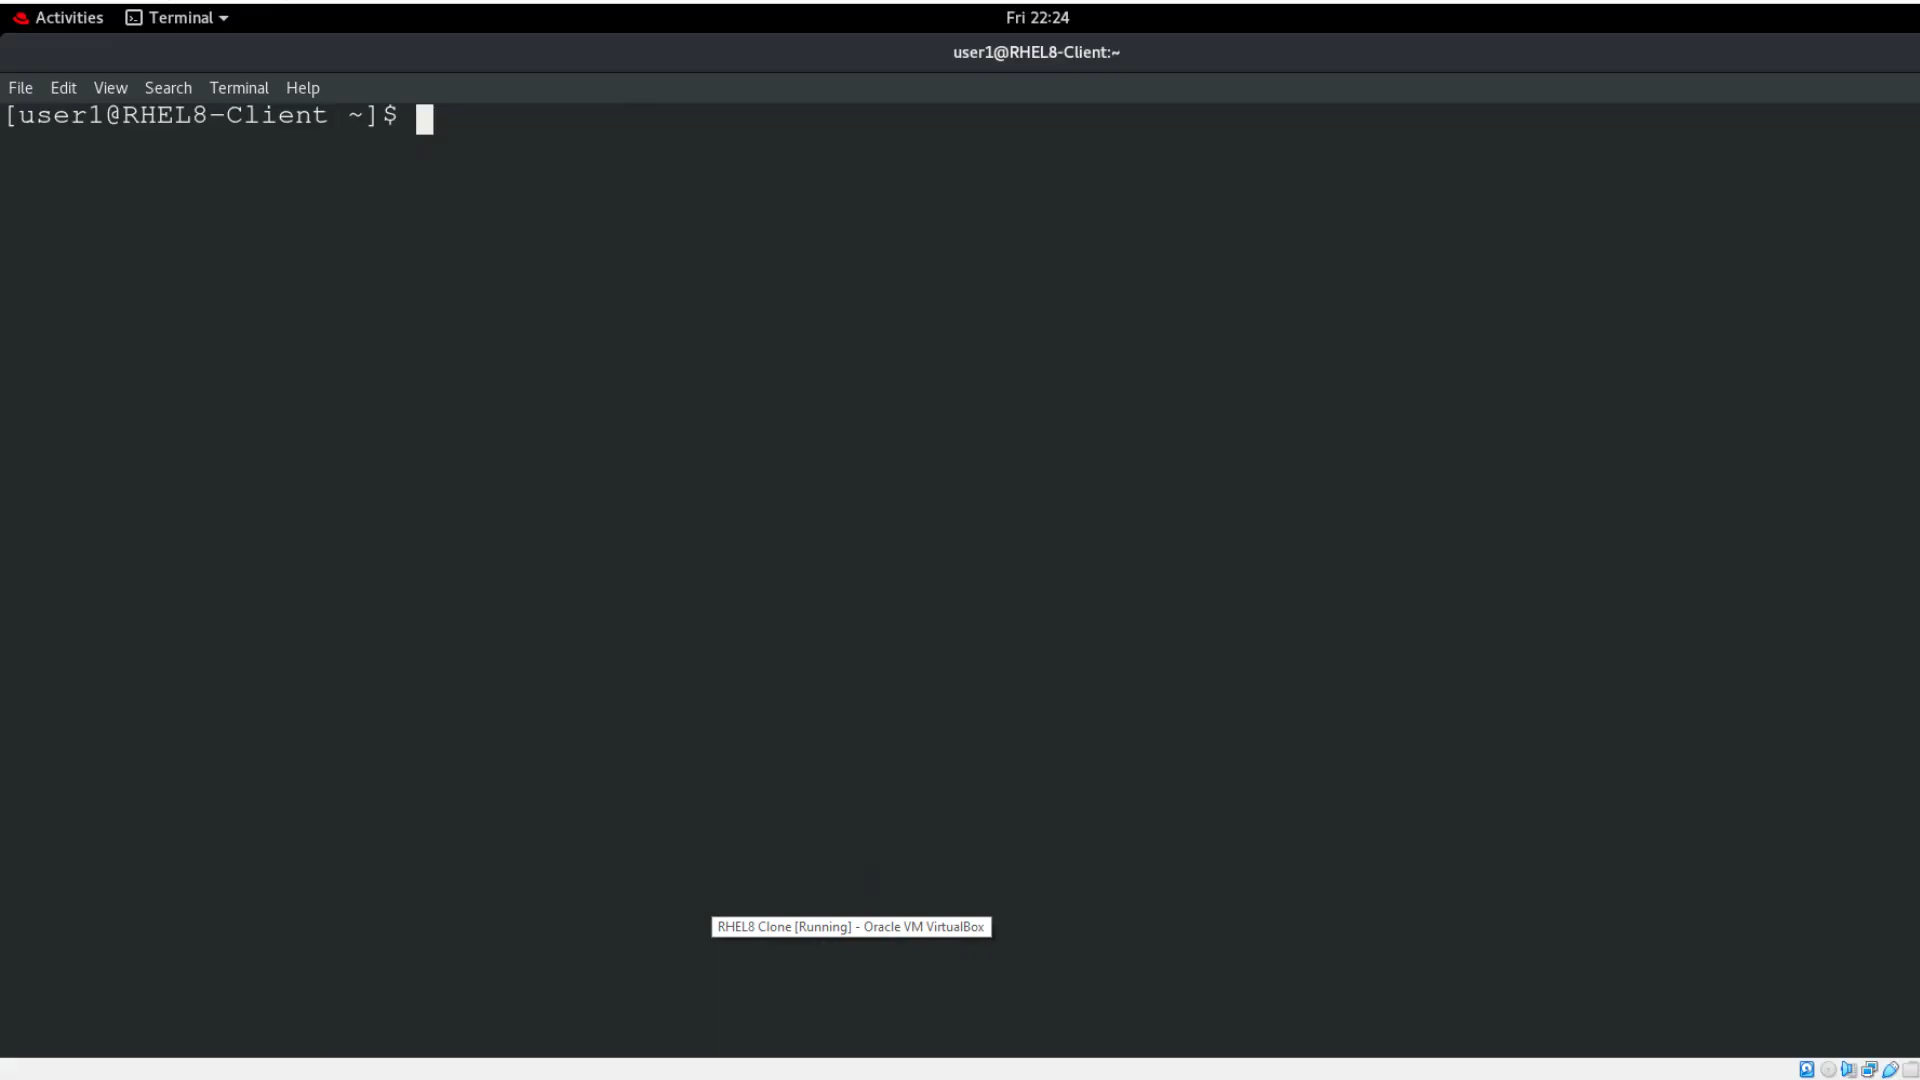 Activities Terminal Fri 22:24
user1@RHEL8-Client:~
File Edit View Search Terminal Help
[user1@RHEL8-Client ~]$
RHEL8 Clone [Running] - Oracle VM VirtualBox